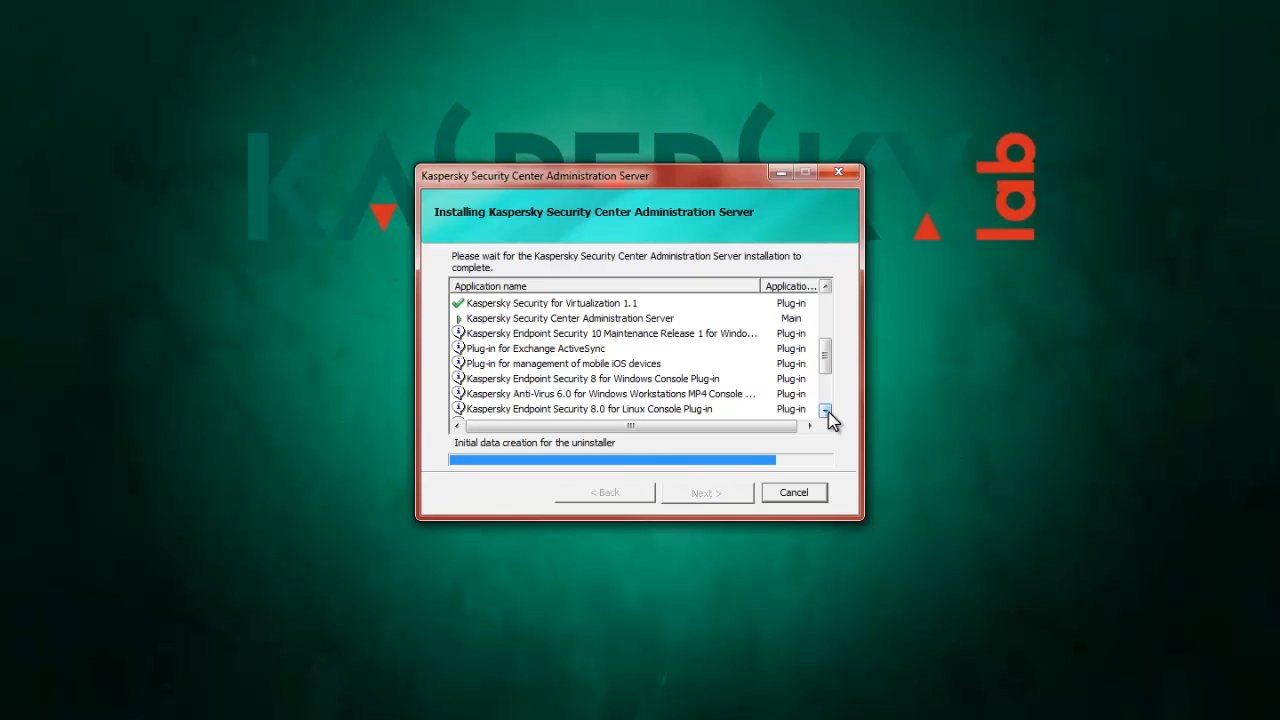 KASPERSKY lab
Kaspersky Security Center Administration Server
Installing Kaspersky Security Center Administration Server
Please wait for the Kaspersky Security Center Administration Server installation to
complete.
Application name Applicatio...
Kaspersky Security for Virtualization 1.1 Plug-in
Kaspersky Security Center Administration Server Main
Kaspersky Endpoint Security 10 Maintenance Release 1 for Windo... Plug-in
Plug-in for Exchange ActiveSync Plug-in
Plug-in for management of mobile iOS devices Plug-in
Kaspersky Endpoint Security 8 for Windows Console Plug-in Plug-in
Kaspersky Anti-Virus 6.0 for Windows Workstations MP4 Console ... Plug-in
Kaspersky Endpoint Security 8.0 for Linux Console Plug-in Plug-in
Initial data creation for the uninstaller
< Back Next > Cancel